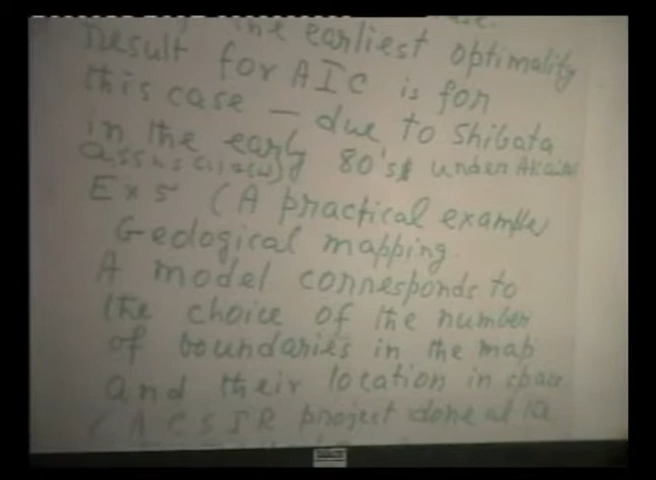 the earliest optimality
result for AIC is for
this case — due to Shibata
in the early 80's under Akaike
Ex 5 (A practical example
Geological mapping.
A model corresponds to
the choice of the number
of boundaries in the map
and their location in space
(A CSIR project done at